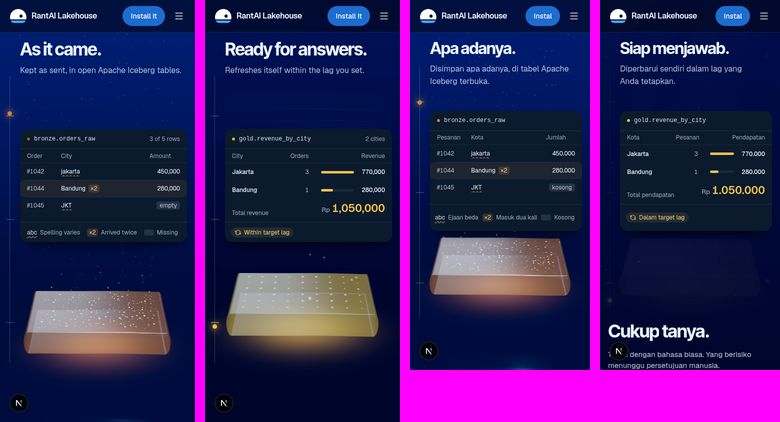 RantAI Lakehouse
Install it
As it came.
Kept as sent, in open Apache Iceberg tables.
bronze.orders_raw
3 of 5 rows
Order City Amount
#1042 jakarta 450,000
#1044 Bandung ×2 280,000
#1045 JKT empty
abc Spelling varies ×2 Arrived twice Missing
N
RantAI Lakehouse
Install it
Ready for answers.
Refreshes itself within the lag you set.
gold.revenue_by_city
2 cities
City Orders Revenue
Jakarta 3 770,000
Bandung 1 280,000
Total revenue Rp 1,050,000
Within target lag
N
RantAI Lakehouse
Instal
Apa adanya.
Disimpan apa adanya, di tabel Apache
Iceberg terbuka.
bronze.orders_raw
Pesanan Kota Jumlah
#1042 jakarta 450.000
#1044 Bandung ×2 280.000
#1045 JKT kosong
abc Ejaan beda ×2 Masuk dua kali Kosong
N
RantAI Lakehouse
Instal
Siap menjawab.
Diperbarui sendiri dalam lag yang
Anda tetapkan.
gold.revenue_by_city
Kota Pesanan Pendapatan
Jakarta 3 770.000
Bandung 1 280.000
Total pendapatan Rp 1.050.000
Dalam target lag
Cukup tanya.
dengan bahasa biasa. Yang berisiko
menunggu persetujuan manusia.
N